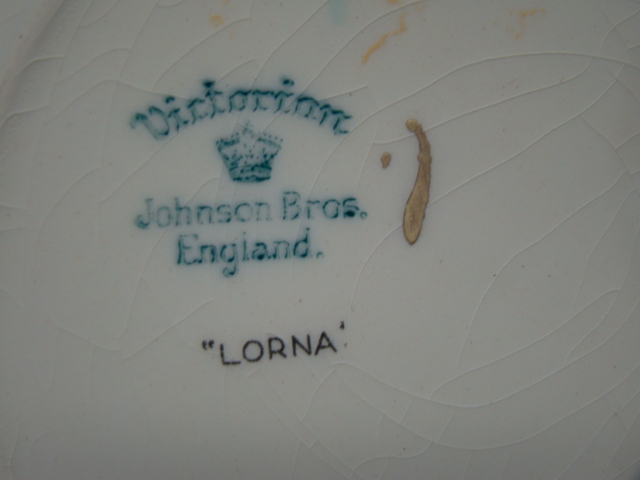 Victorian
Johnson Bros.
England.
"LORNA"